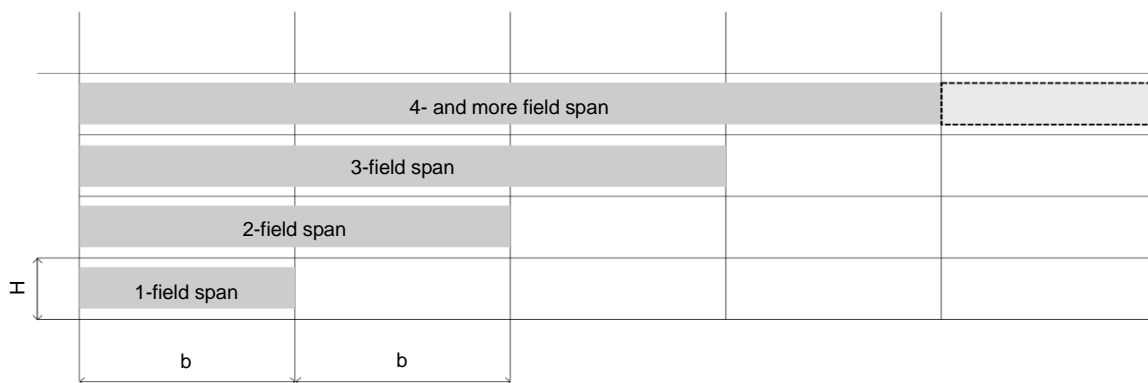 4- and more field span
3-field span
2-field span
1-field span
H
b
b